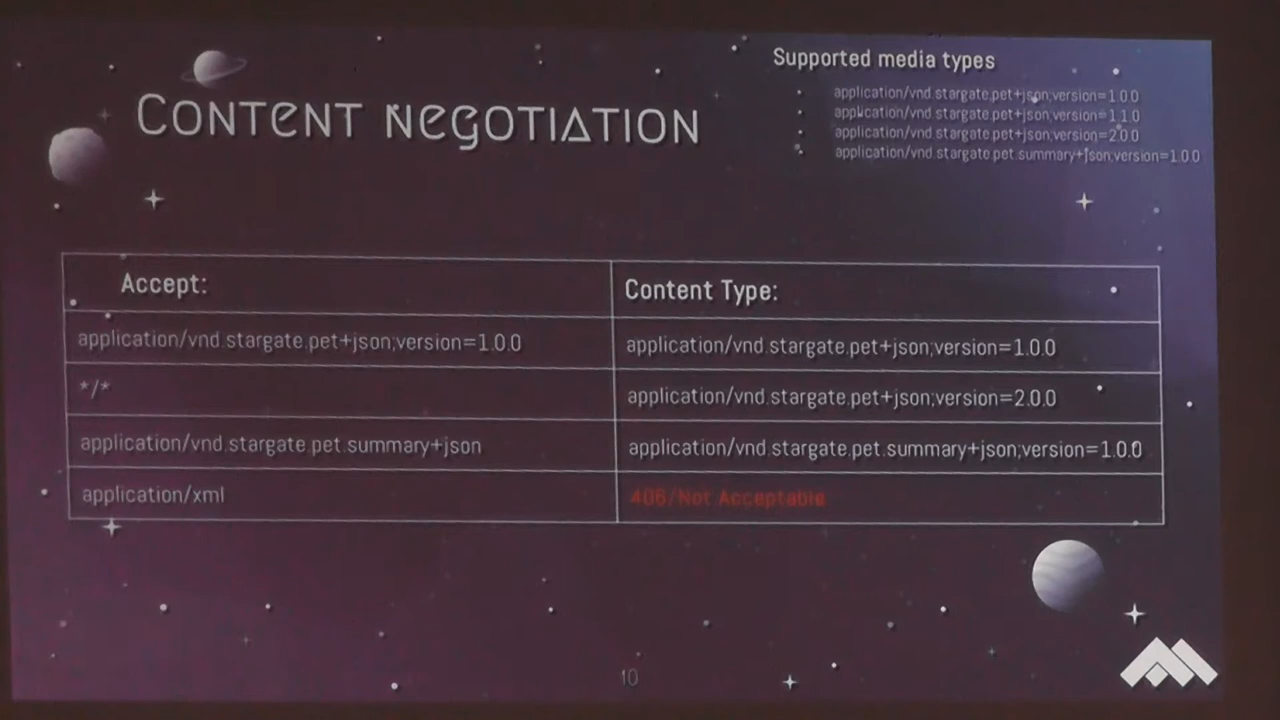 CONTENT NEGOTIATION
Supported media types
application/vnd.stargate.pet+json;version=1.0.0
application/vnd.stargate.pet+json;version=1.1.0
application/vnd.stargate.pet+json;version=2.0.0
application/vnd.stargate.pet.summary+json;version=1.0.0
Accept:
Content Type:
application/vnd.stargate.pet+json;version=1.0.0
application/vnd.stargate.pet+json;version=1.0.0
*/*
application/vnd.stargate.pet+json;version=2.0.0
application/vnd.stargate.pet.summary+json
application/vnd.stargate.pet.summary+json;version=1.0.0
application/xml
406/Not Acceptable
10